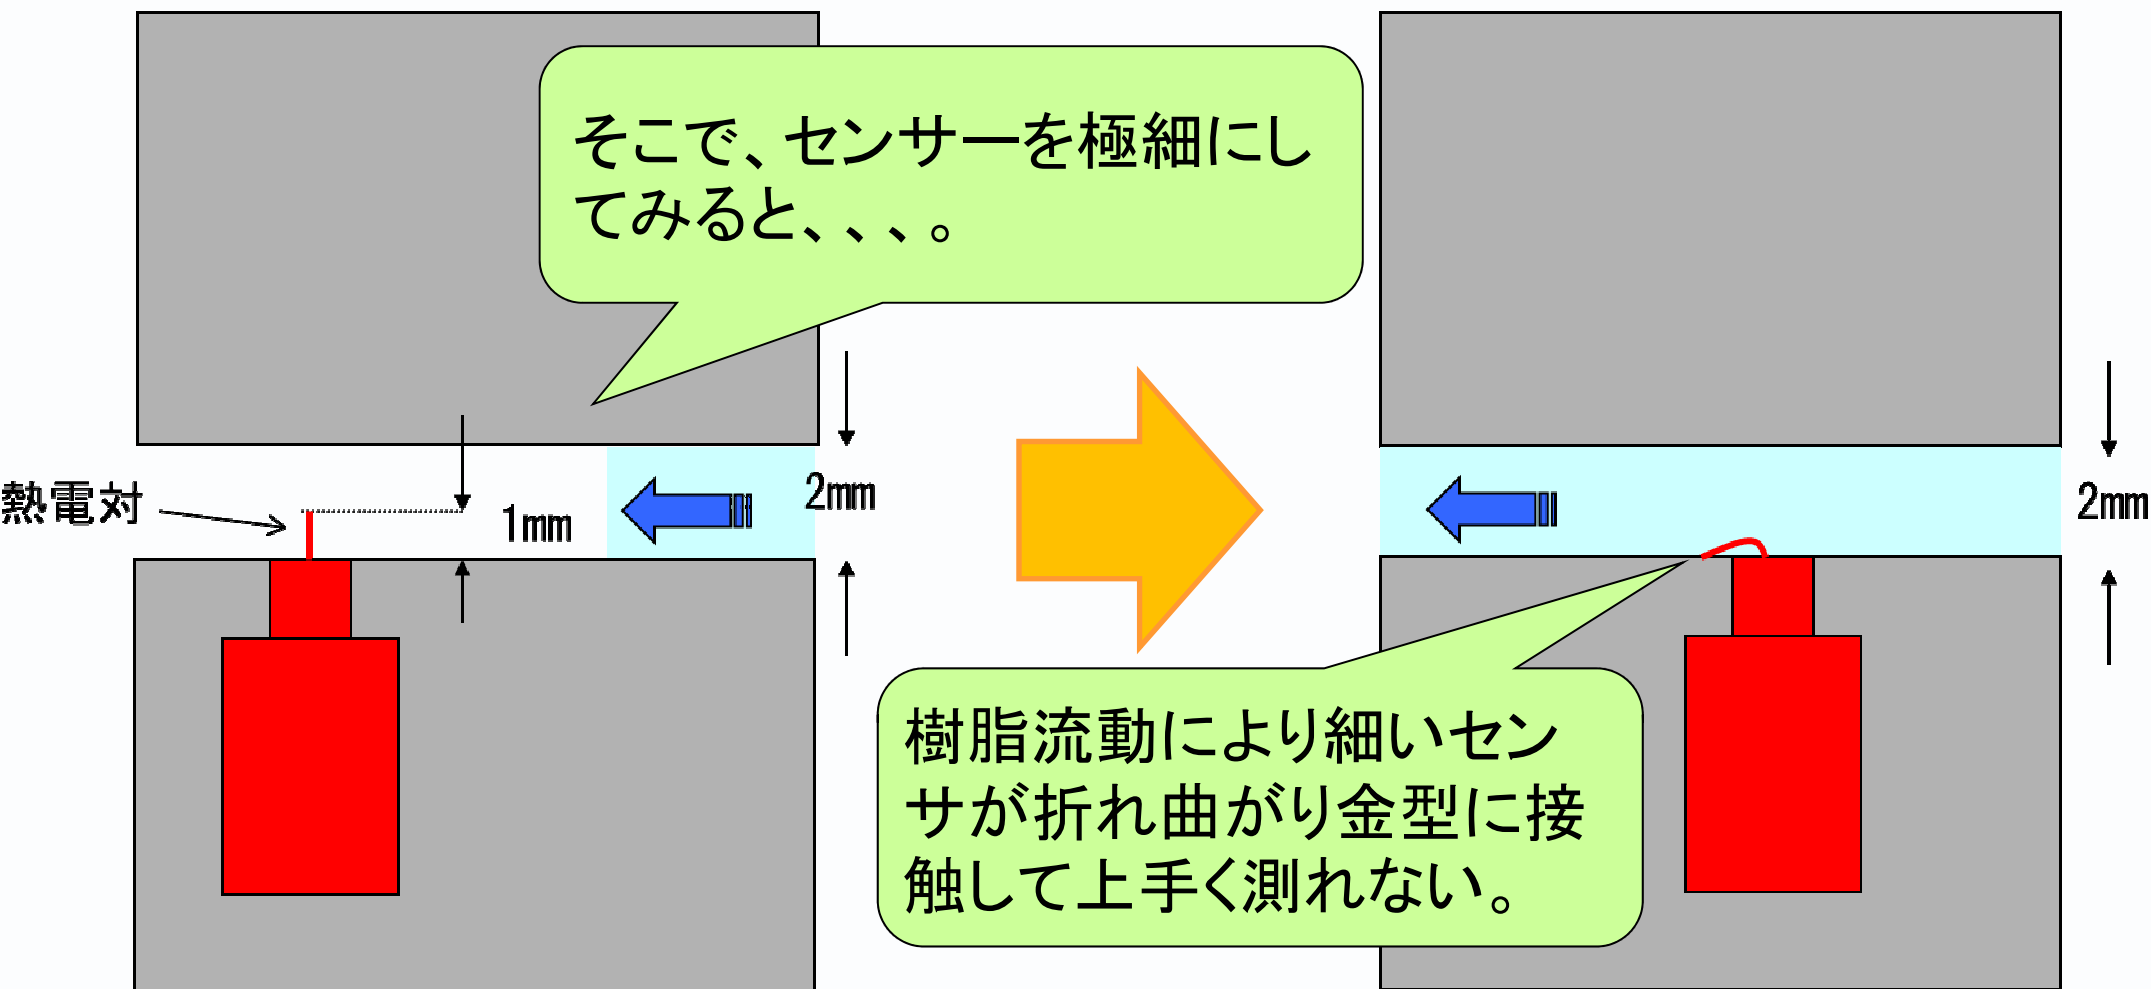 そこで、センサーを極細にし
てみると、、、。
熱電対
1mm
2mm
2mm
樹脂流動により細いセン
サが折れ曲がり金型に接
触して上手く測れない。